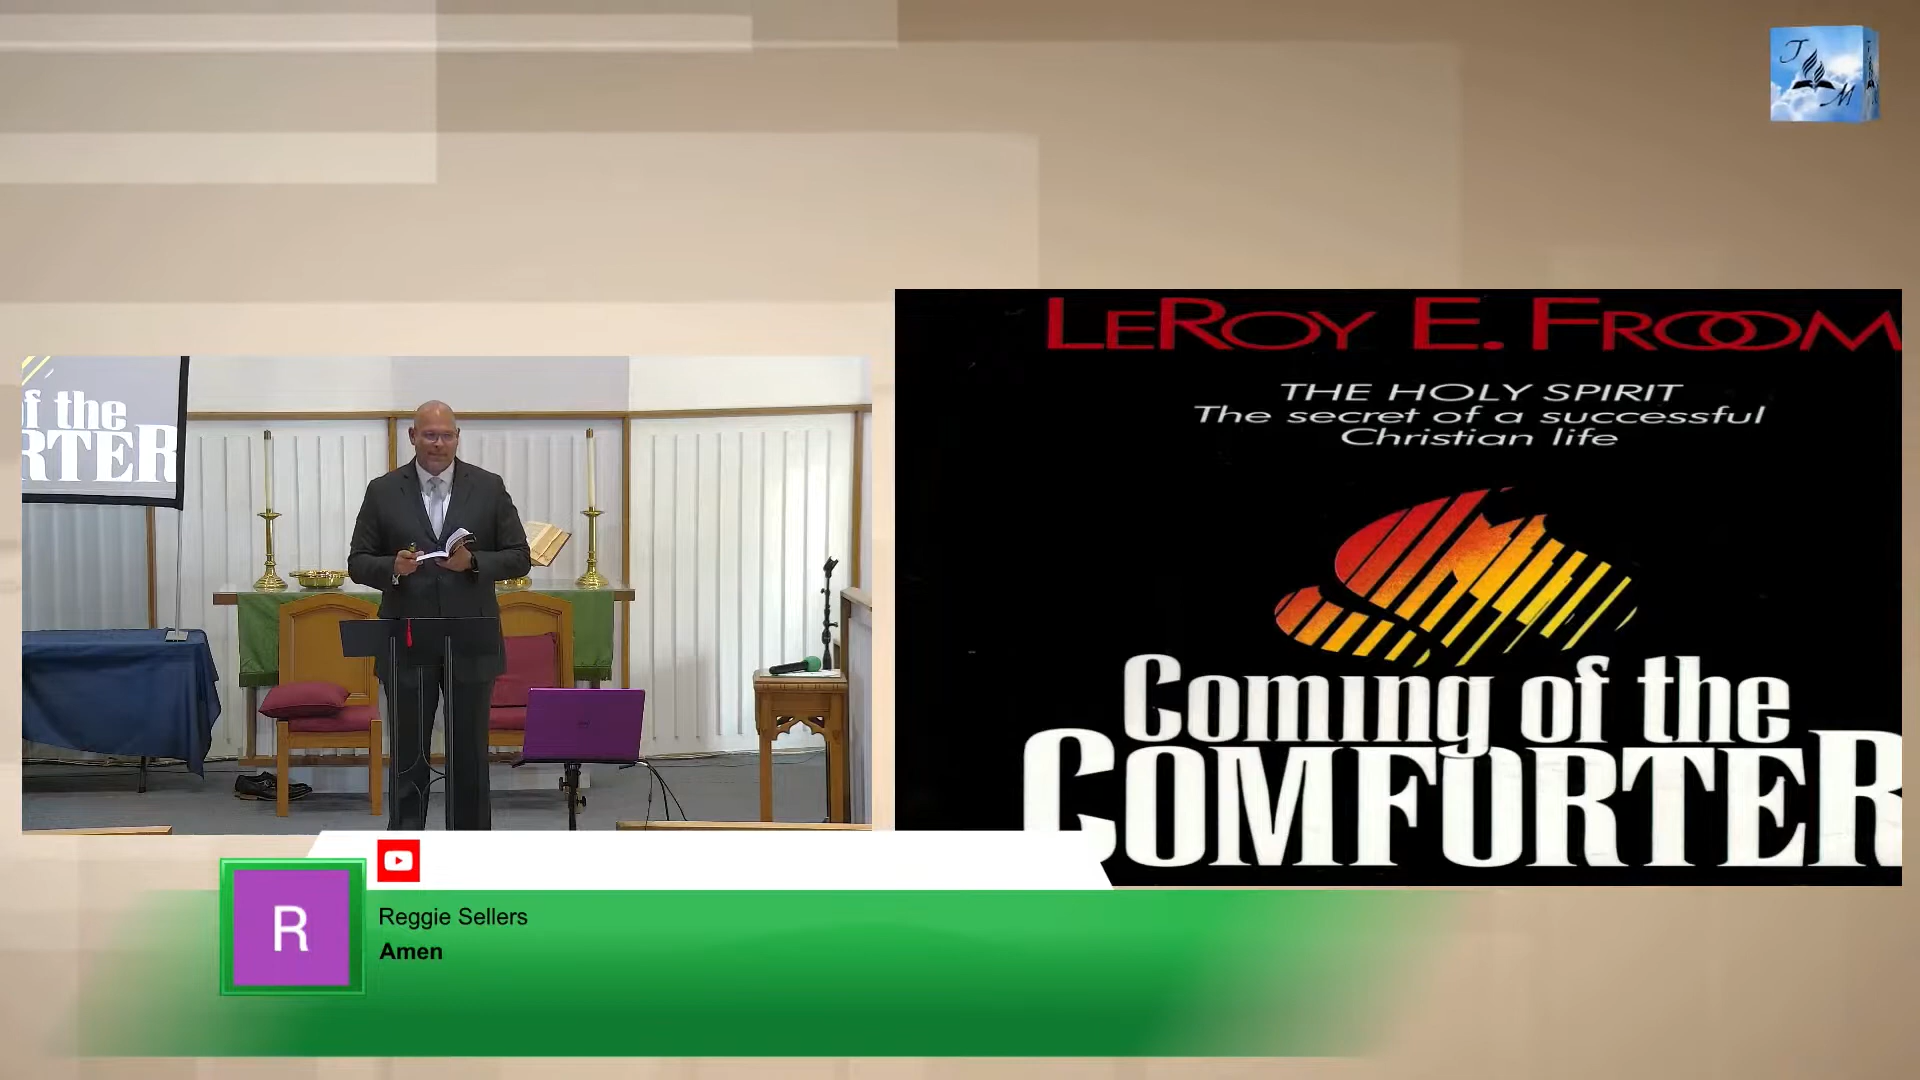 T
M
LEROY E. FROOM
THE HOLY SPIRIT
The secret of a successful
Christian life
Coming of the
COMFORTER
f the
RTER
R
Reggie Sellers
Amen